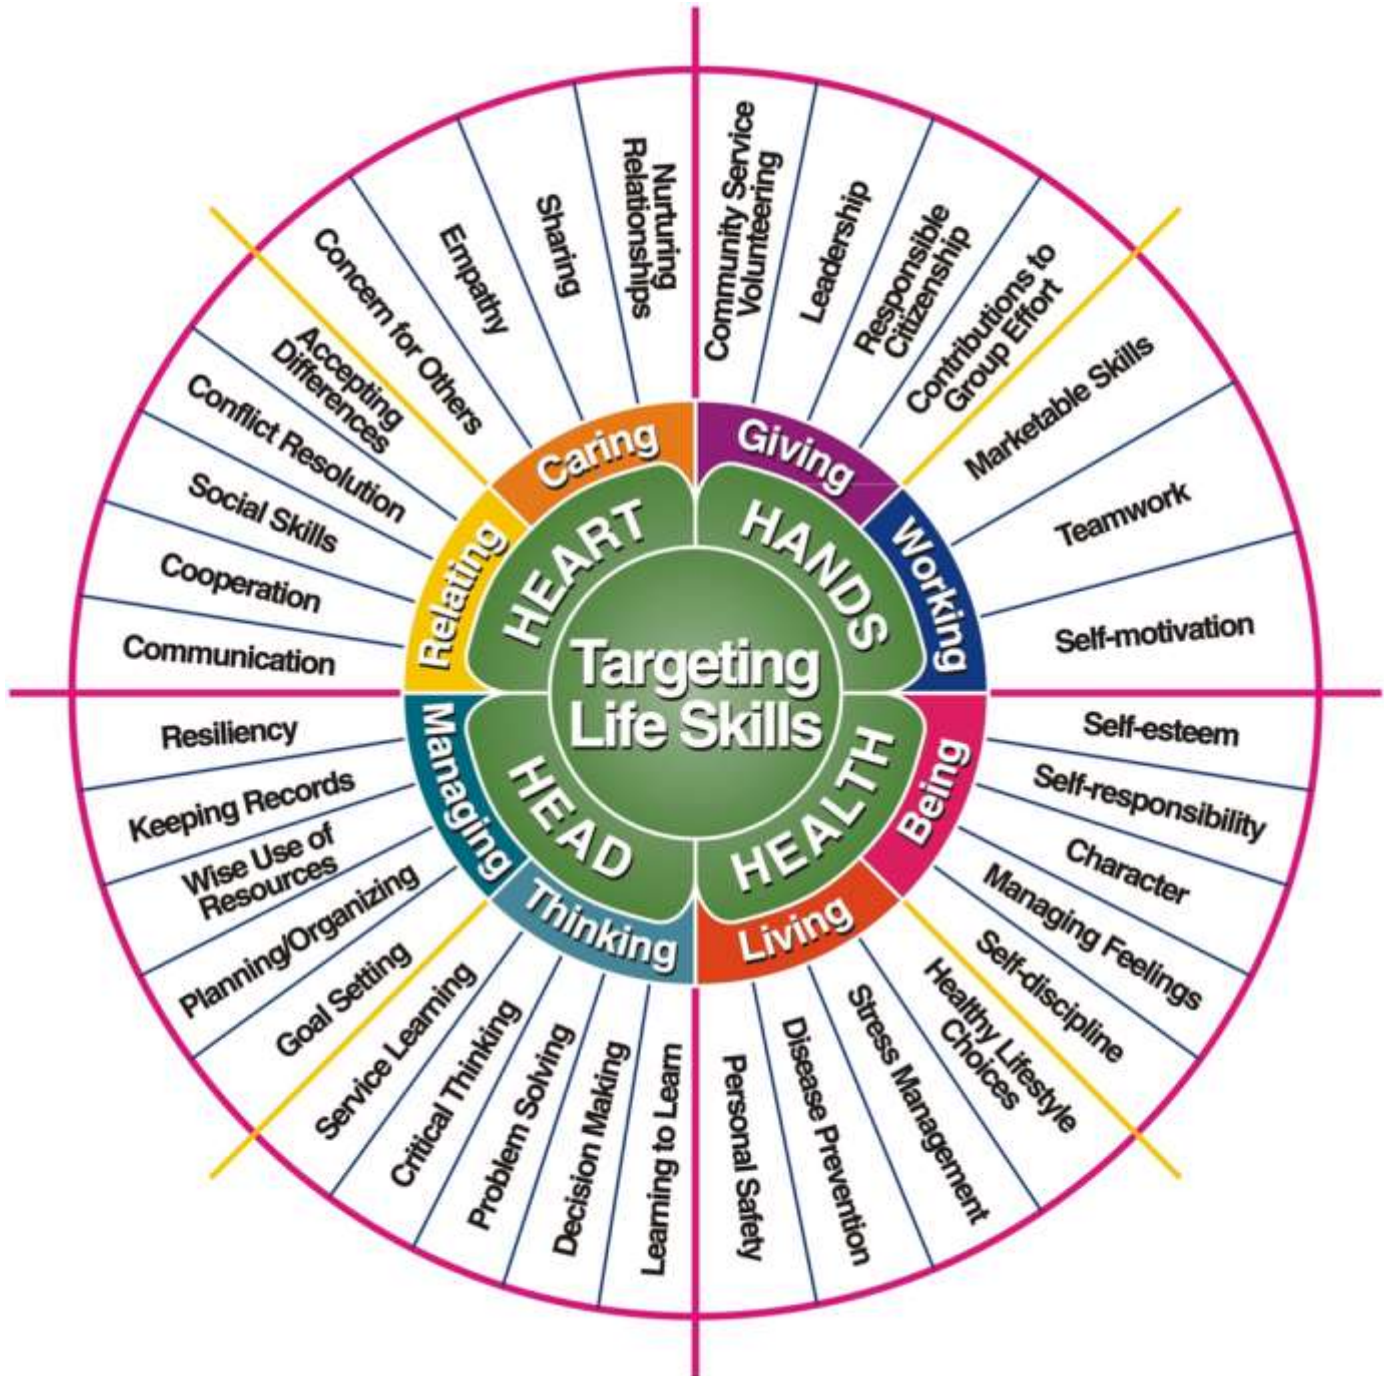 Targeting
Life Skills
HEART
HANDS
HEALTH
HEAD
Caring
Giving
Working
Being
Living
Thinking
Managing
Relating
Community Service
Volunteering
Leadership
Responsible
Citizenship
Contributions to
Group Effort
Marketable Skills
Teamwork
Self-motivation
Self-esteem
Self-responsibility
Character
Managing Feelings
Self-discipline
Healthy Lifestyle
Choices
Stress Management
Disease Prevention
Personal Safety
Learning to Learn
Decision Making
Problem Solving
Critical Thinking
Service Learning
Goal Setting
Planning/Organizing
Wise Use of
Resources
Keeping Records
Resiliency
Communication
Cooperation
Social Skills
Conflict Resolution
Accepting
Differences
Concern for Others
Empathy
Sharing
Nurturing
Relationships